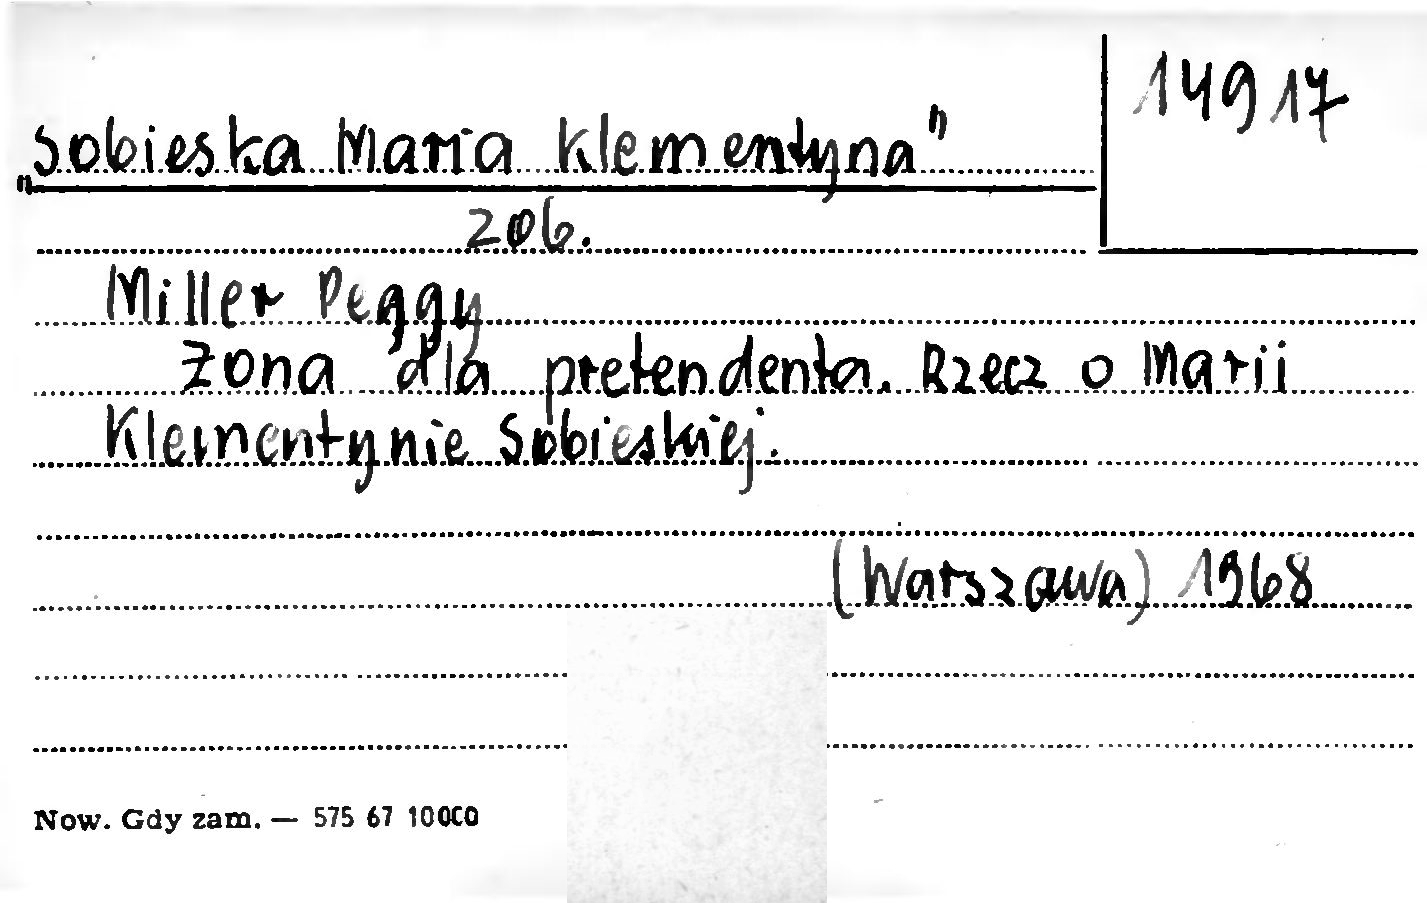 14917
„Sobieska Maria Klementyna"
206.
Miller Peggy
Żona dla pretendenta. Rzecz o Marii
Klementynie Sobieskiej.
(Warszawa) 1968
Now. Gdy zam. — 575 67 10000